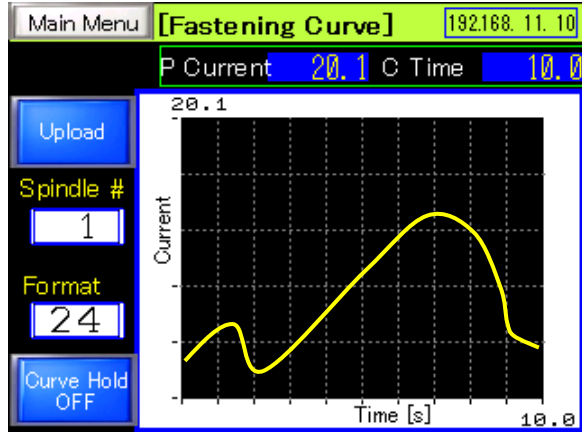 Main Menu [Fastening Curve] 192.168. 11. 10
P Current 20.1 C Time 10.0
20.1
Upload
Spindle #
1
Current
Format
24
Curve Hold
OFF
Time [s]
10.0